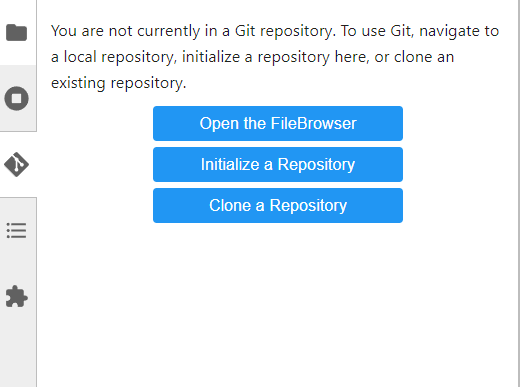 You are not currently in a Git repository. To use Git, navigate to
a local repository, initialize a repository here, or clone an
existing repository.
Open the FileBrowser
Initialize a Repository
Clone a Repository